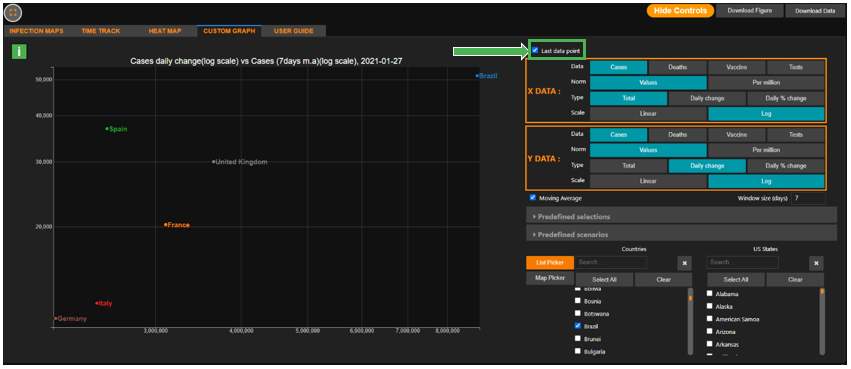 Hide Controls
Download Figure
Download Data
INFECTION MAPS
TIME TRACK
HEAT MAP
CUSTOM GRAPH
USER GUIDE
i
Cases daily change(log scale) vs Cases (7days m.a)(log scale), 2021-01-27
50,000
40,000
30,000
20,000
Brazil
Spain
United Kingdom
France
Italy
Germany
3,000,000
4,000,000
5,000,000
6,000,000
7,000,000
8,000,000
Last data point
X DATA :
Data
Cases
Deaths
Vaccine
Tests
Norm
Values
Per million
Type
Total
Daily change
Daily % change
Scale
Linear
Log
Y DATA :
Data
Cases
Deaths
Vaccine
Tests
Norm
Values
Per million
Type
Total
Daily change
Daily % change
Scale
Linear
Log
Moving Average
Window size (days)
7
Predefined selections
Predefined scenarios
Countries
US States
List Picker
Map Picker
Search
Select All
Clear
Bolivia
Bosnia
Botswana
Brazil
Brunei
Bulgaria
Search
Select All
Clear
Alabama
Alaska
American Samoa
Arizona
Arkansas